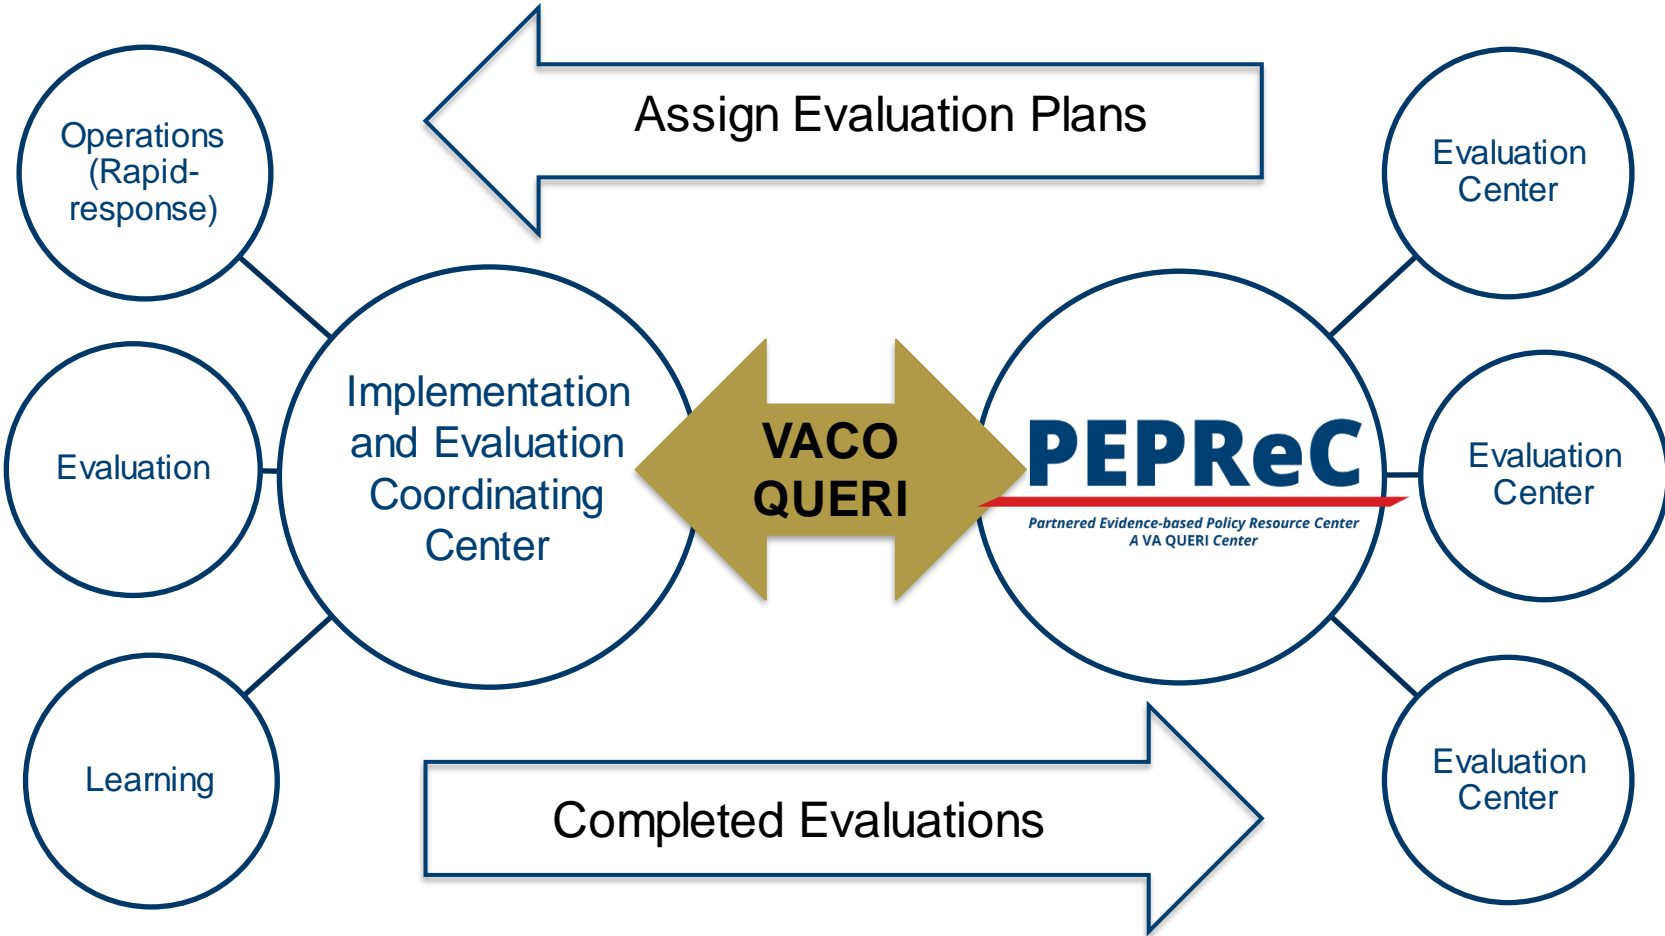 Assign Evaluation Plans
Operations
(Rapid-
response)
Evaluation
Learning
Implementation
and Evaluation
Coordinating
Center
VACO
QUERI
PEPReC
Partnered Evidence-based Policy Resource Center
A VA QUERI Center
Evaluation
Center
Evaluation
Center
Evaluation
Center
Completed Evaluations